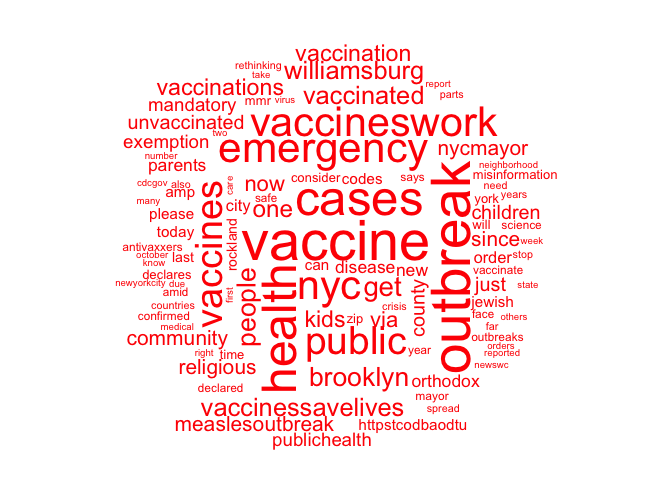 vaccination
rethinking
williamsburg
take
vaccinations
vaccinated
report
mandatory
mmr
virus
parts
unvaccinated
two
vaccineswork
exemption
emergency
nycmayor
number
parents
neighborhood
cdcgov
also
care
now
consider
codes
says
misinformation
many
amp
safe
cases
need
years
please
vaccines
city
one
outbreak
york
children
today
rockland
vaccine
will
science
antivaxxers
last
since
week
october
know
can
disease
new
order
stop
declares
people
health
nyc
get
county
vaccinate
newyorkcity
due
first
just
state
amid
crisis
jewish
countries
kids
zip
via
face
others
confirmed
far
medical
community
public
outbreaks
right
time
year
orders
reported
religious
newswc
declared
brooklyn
orthodox
mayor
vaccinessavelives
spread
measlesoutbreak
httpstcodbaodtu
publichealth